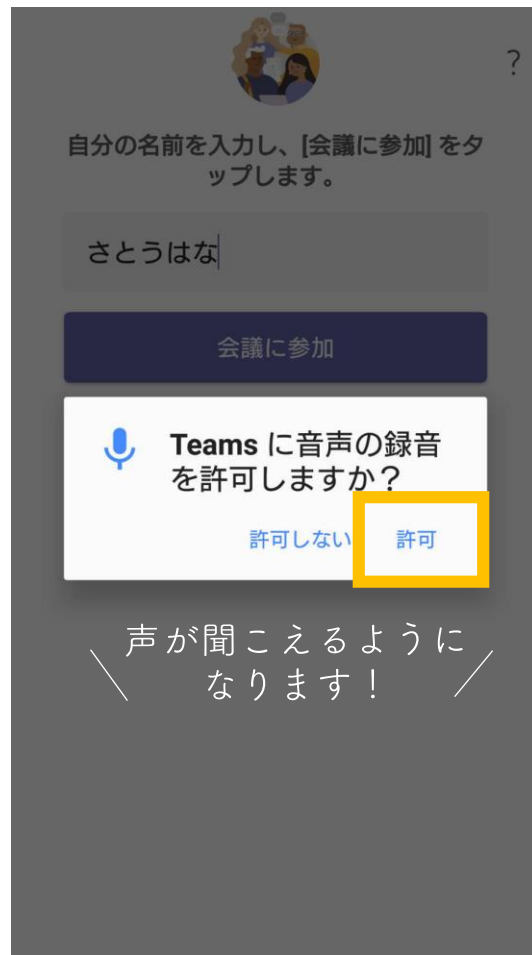 ?
自分の名前を入力し、[会議に参加] をタ
ップします。
さとうはな
会議に参加
Teams に音声の録音
を許可しますか？
許可しない
許可
声が聞こえるように
なります！